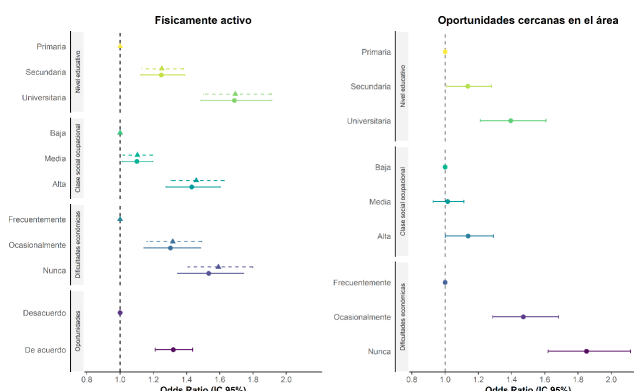 Físicamente activo
Primaria
Secundaria
Universitaria
Nivel educativo
Baja
Media
Alta
Clase social ocupacional
Frecuentemente
Ocasionalmente
Nunca
Dificultades económicas
Desacuerdo
De acuerdo
Oportunidades
0.8 1.0 1.2 1.4 1.6 1.8 2.0
Odds Ratio (IC 95%)
Oportunidades cercanas en el área
Primaria
Secundaria
Universitaria
Nivel educativo
Baja
Media
Alta
Clase social ocupacional
Frecuentemente
Ocasionalmente
Nunca
Dificultades económicas
0.8 1.0 1.2 1.4 1.6 1.8 2.0
Odds Ratio (IC 95%)